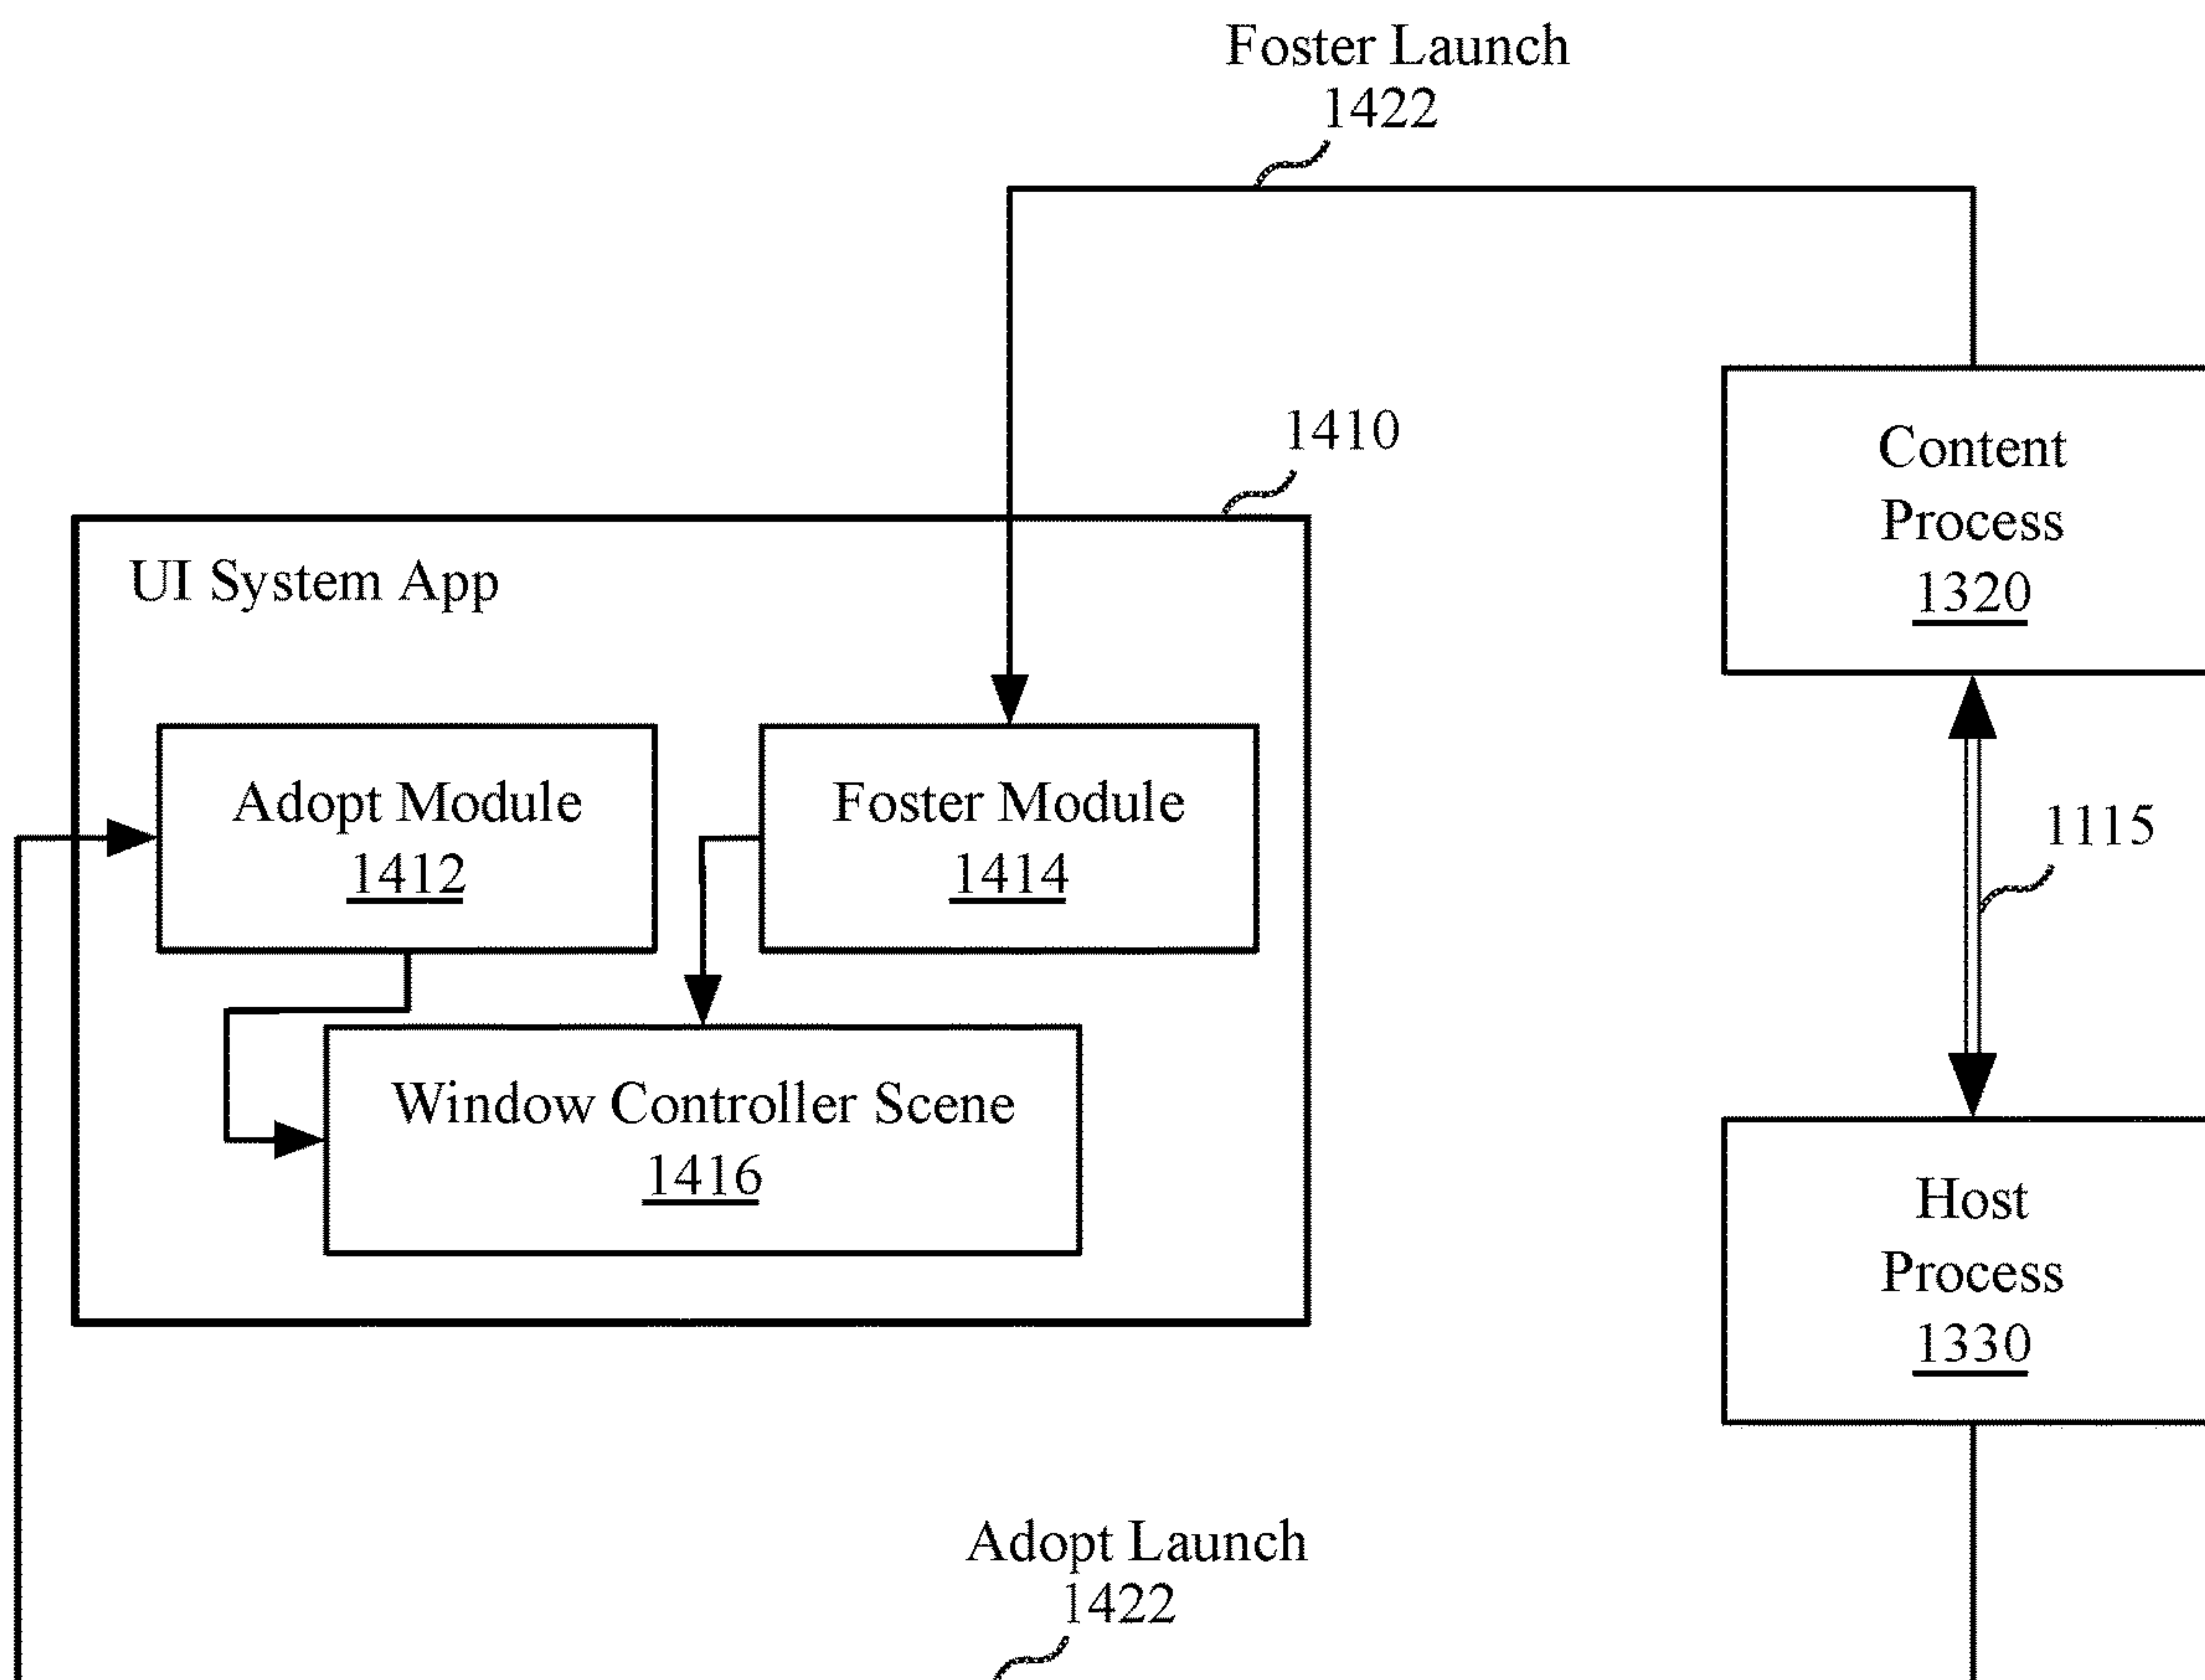 Foster Launch
1422
1410
UI System App
Content
Process
1320
Adopt Module
1412
Foster Module
1414
1115
Window Controller Scene
1416
Host
Process
1330
Adopt Launch
1422